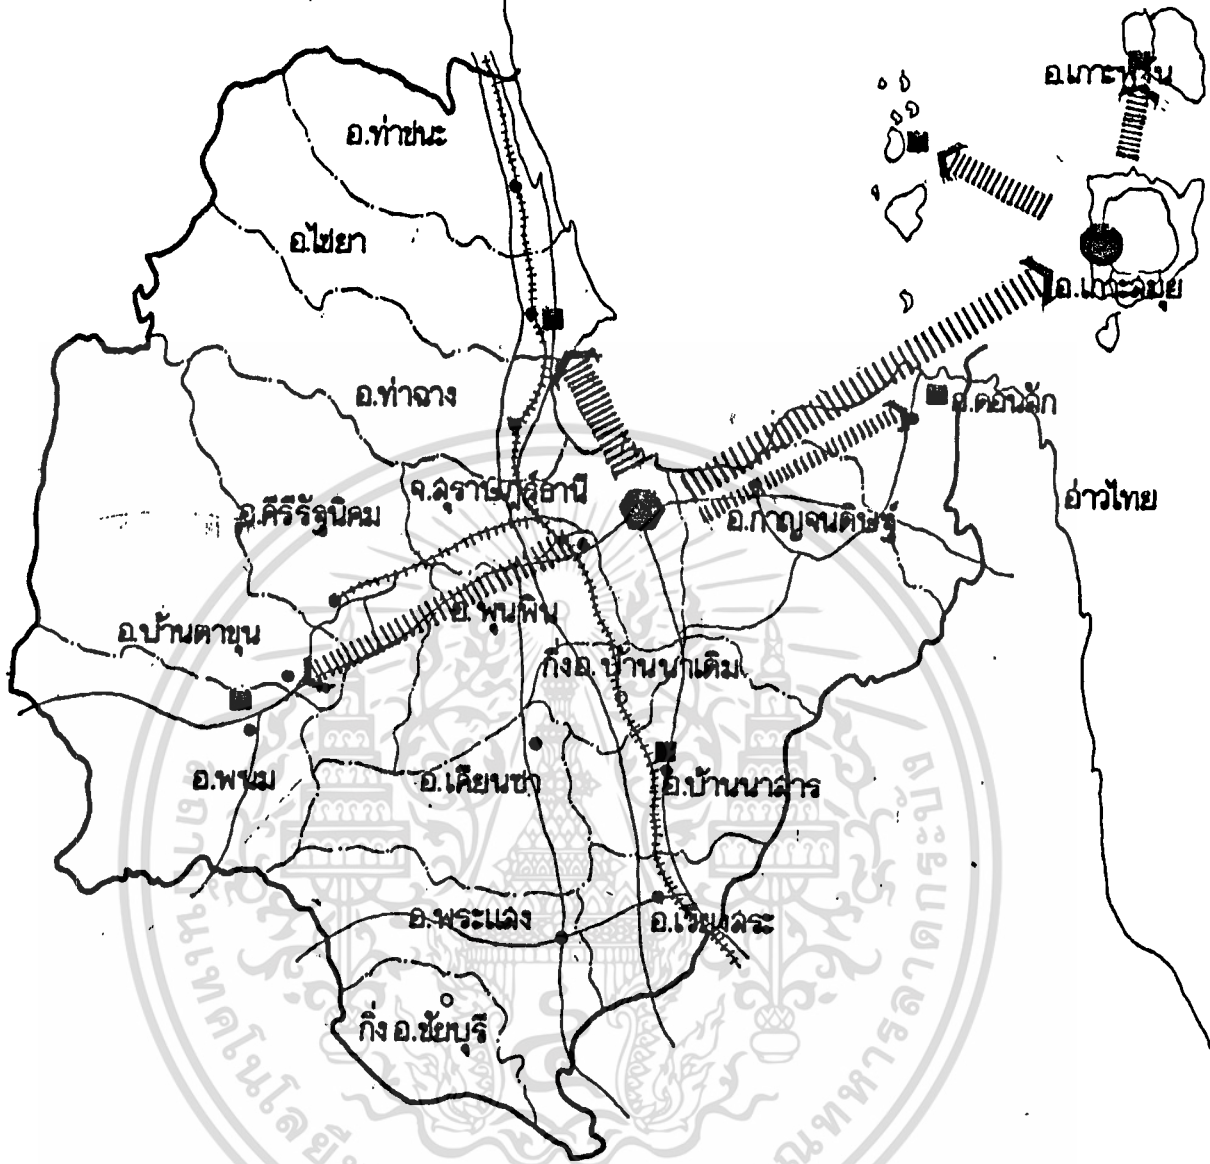 อ.เกาะพงัน
อ.ท่าชนะ
อ.ไชยา
อ.เกาะสมุย
อ.ท่าฉาง
อ.ดอนสัก
จ.สุราษฎร์ธานี
อ่าวไทย
อ.คีรีรัฐนิคม
อ.กาญจนดิษฐ์
อ.พุนพิน
อ.บ้านตาขุน
กิ่งอ.บ้านนาเดิม
อ.พนม
อ.เคียนซา
อ.บ้านนาสาร
อ.พระแสง
อ.เวียงสระ
กิ่งอ.ชัยบุรี